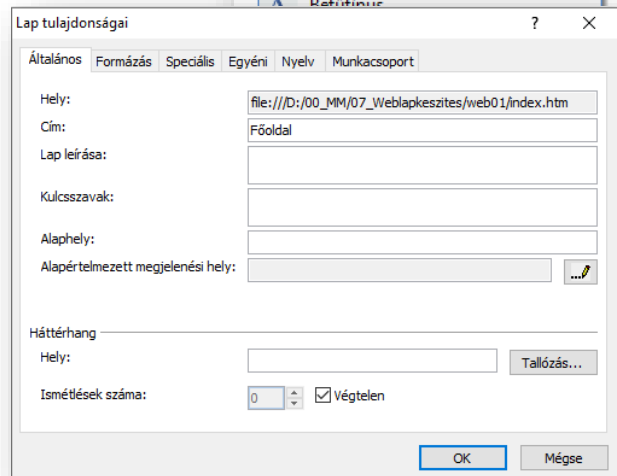 Betűtípus
Lap tulajdonságai ?
Általános Formázás Speciális Egyéni Nyelv Munkacsoport
Hely: file:///D:/00_MM/07_Weblapkeszites/web01/index.htm
Cím: Főoldal
Lap leírása:
Kulcsszavak:
Alaphely:
Alapértelmezett megjelenési hely: ...
Háttérhang
Hely: Tallózás...
Ismétlések száma: 0 Végtelen
OK Mégse